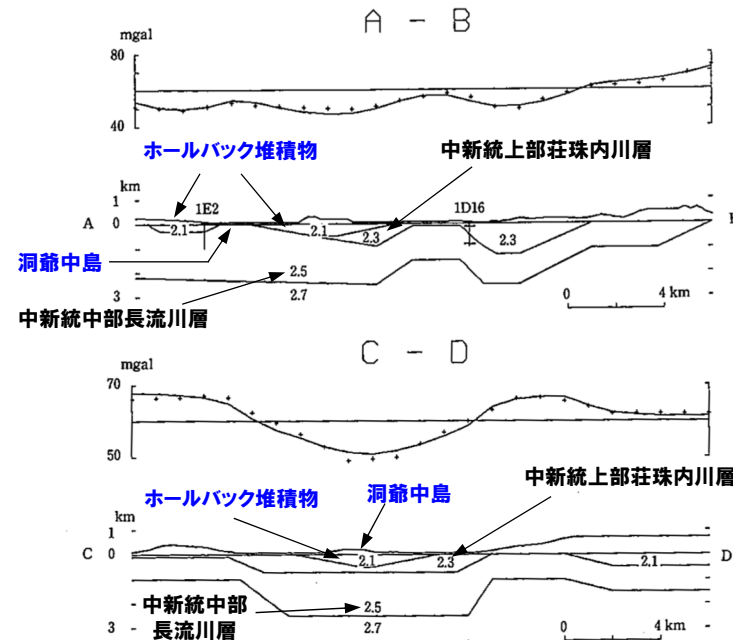 A - B
mgal
80
40
ホールバック堆積物
中新統上部荘珠内川層
km
1
A 0
1E2
1D16
2.1
2.1
2.3
2.3
洞爺中島
2.5
3
2.7
0 4 km
中新統中部長流川層
C - D
mgal
70
50
中新統上部荘珠内川層
ホールバック堆積物
洞爺中島
km
1
C 0
D
2.1
2.3
2.1
中新統中部
長流川層
2.5
3
2.7
0 4 km